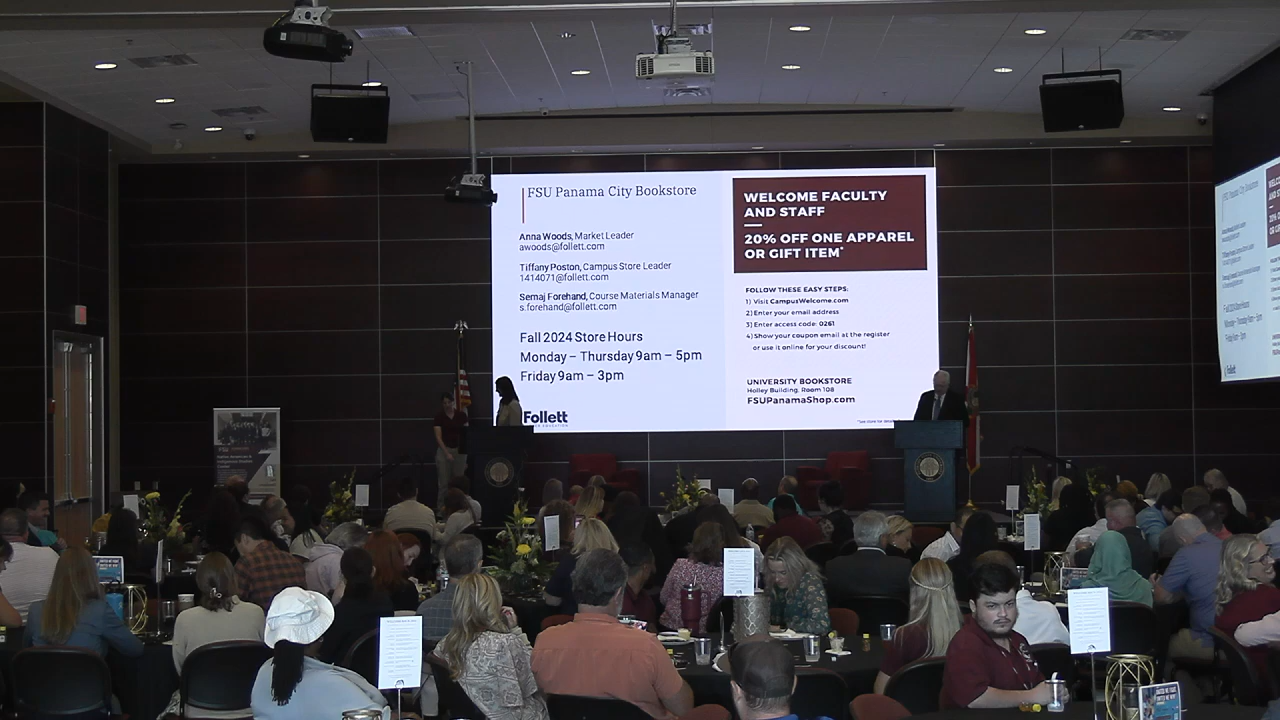 FSU Panama City Bookstore
Anna Woods, Market Leader
awoods@follett.com
Tiffany Poston, Campus Store Leader
1414071@follett.com
Semaj Forehand, Course Materials Manager
s.forehand@follett.com
Fall 2024 Store Hours
Monday – Thursday 9am – 5pm
Friday 9am – 3pm
Follett
WELCOME FACULTY
AND STAFF
20% OFF ONE APPAREL
OR GIFT ITEM*
FOLLOW THESE EASY STEPS:
1) Visit CampusWelcome.com
2) Enter your email address
3) Enter access code: 0261
4) Show your coupon email at the register
or use it online for your discount!
UNIVERSITY BOOKSTORE
Holley Building, Room 108
FSUPanamaShop.com